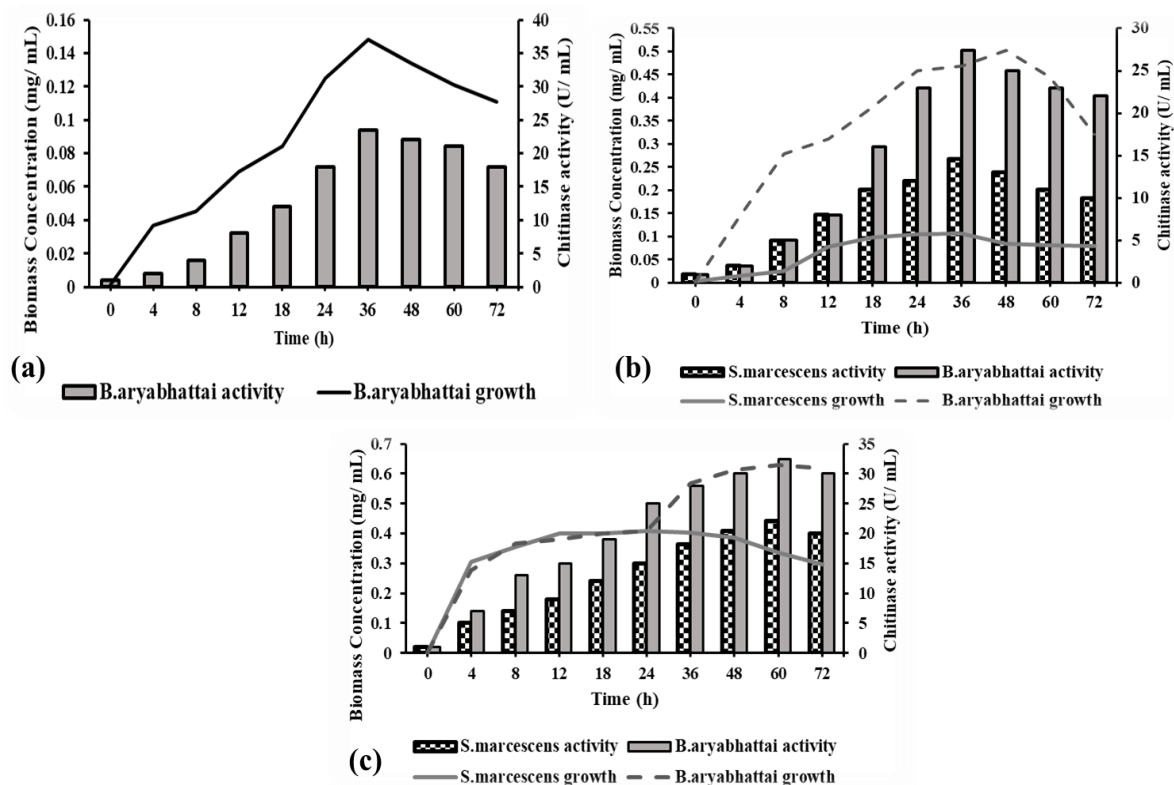 (a)
Biomass Concentration (mg/ mL)
0.16
0.14
0.12
0.1
0.08
0.06
0.04
0.02
0
40
35
30
25
20
15
10
5
0
Chitinase activity (U/ mL)
0 4 8 12 18 24 36 48 60 72
Time (h)
B.aryabhattai activity B.aryabhattai growth
(b)
Biomass Concentration (mg/ mL)
0.55
0.5
0.45
0.4
0.35
0.3
0.25
0.2
0.15
0.1
0.05
0
30
25
20
15
10
5
0
Chitinase activity (U/ mL)
0 4 8 12 18 24 36 48 60 72
Time (h)
S.marcescens activity B.aryabhattai activity
S.marcescens growth B.aryabhattai growth
(c)
Biomass Concentration (mg/ mL)
0.7
0.6
0.5
0.4
0.3
0.2
0.1
0
35
30
25
20
15
10
5
0
Chitinase activity (U/ mL)
0 4 8 12 18 24 36 48 60 72
Time (h)
S.marcescens activity B.aryabhattai activity
S.marcescens growth B.aryabhattai growth